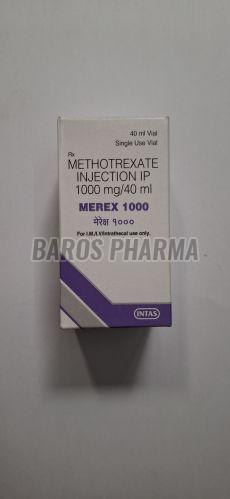 40 ml Vial
Single Use Vial
Rx
METHOTREXATE
INJECTION IP
1000 mg/40 ml
MEREX 1000
मेरेक्ष १०००
For I.M./I.V/Intrathecal use only.
BAROS PHARMA
INTAS